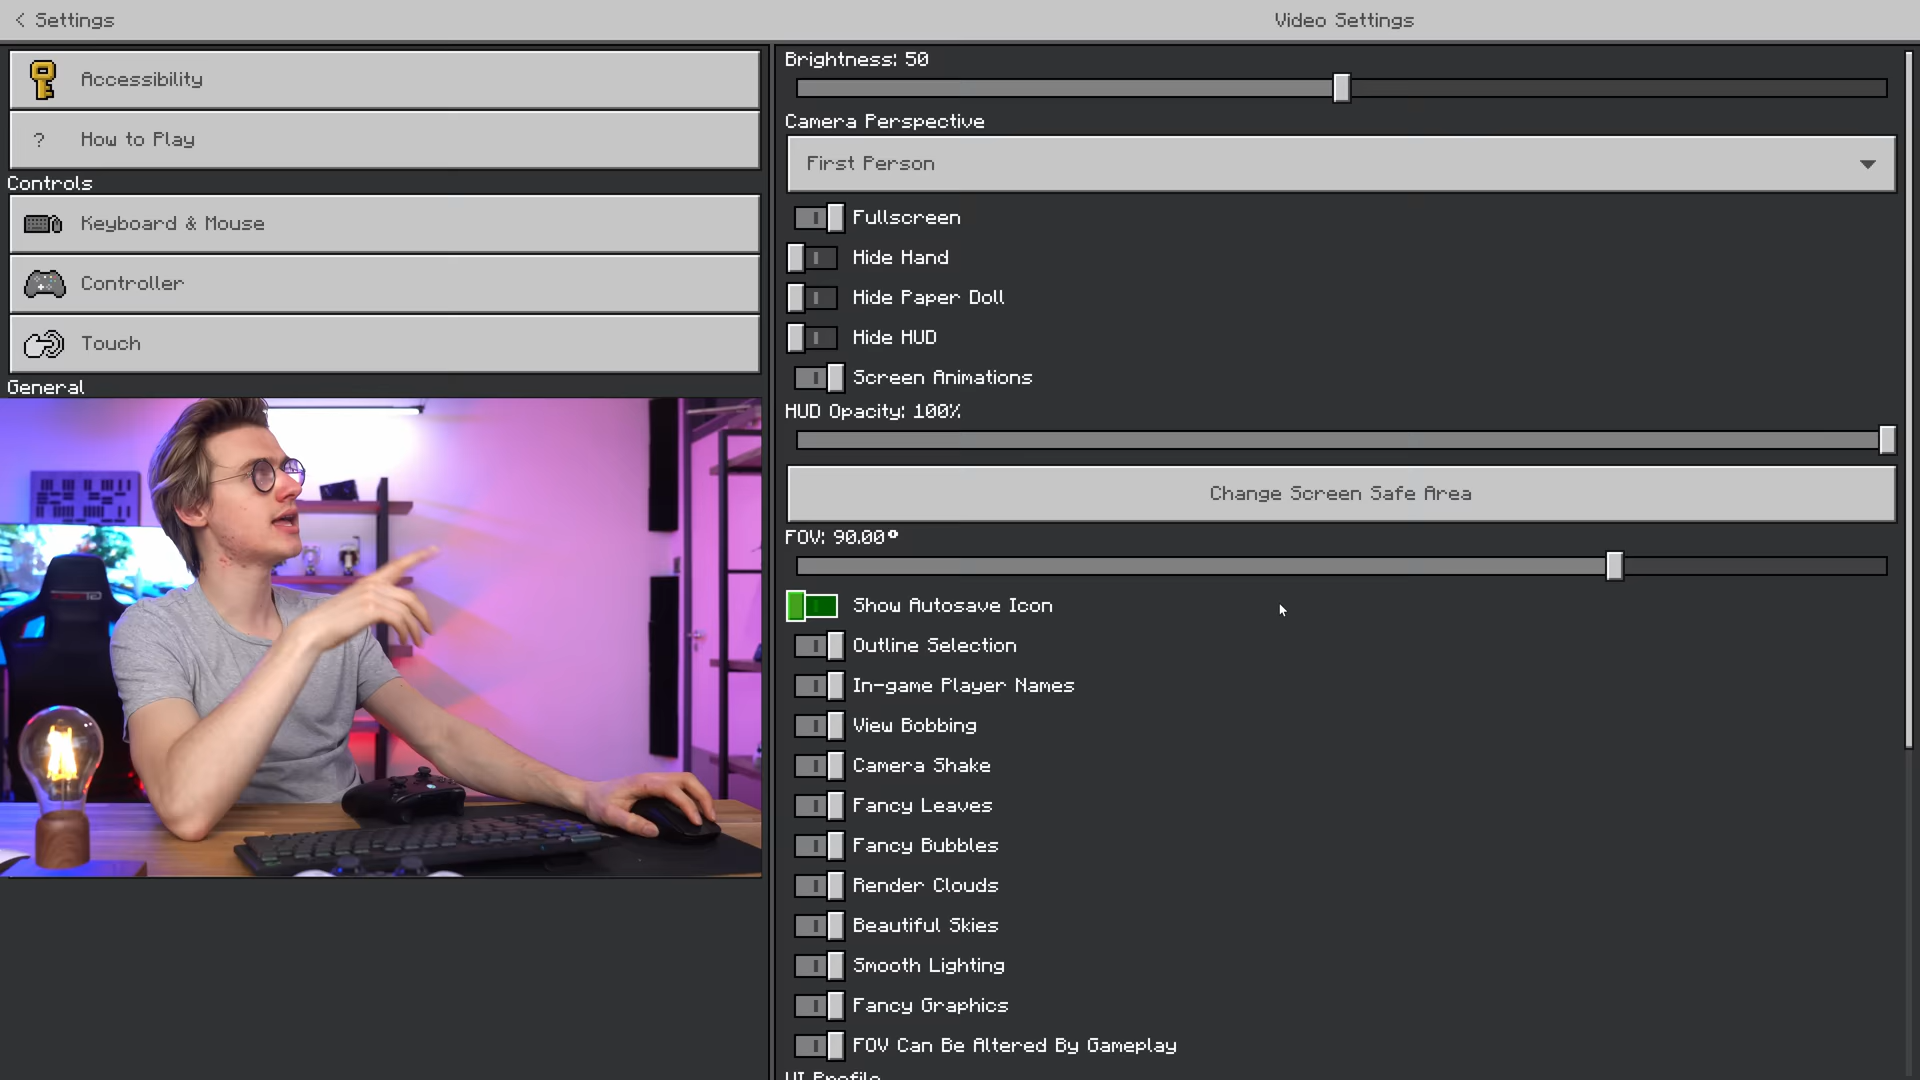 Settings
Video Settings
Accessibility
? How to Play
Controls
Keyboard & Mouse
Controller
Touch
General
Brightness: 50
Camera Perspective
First Person
Fullscreen
Hide Hand
Hide Paper Doll
Hide HUD
Screen Animations
HUD Opacity: 100%
Change Screen Safe Area
FOV: 90.00°
Show Autosave Icon
Outline Selection
In-game Player Names
View Bobbing
Camera Shake
Fancy Leaves
Fancy Bubbles
Render Clouds
Beautiful Skies
Smooth Lighting
Fancy Graphics
FOV Can Be Altered By Gameplay
UI Profile